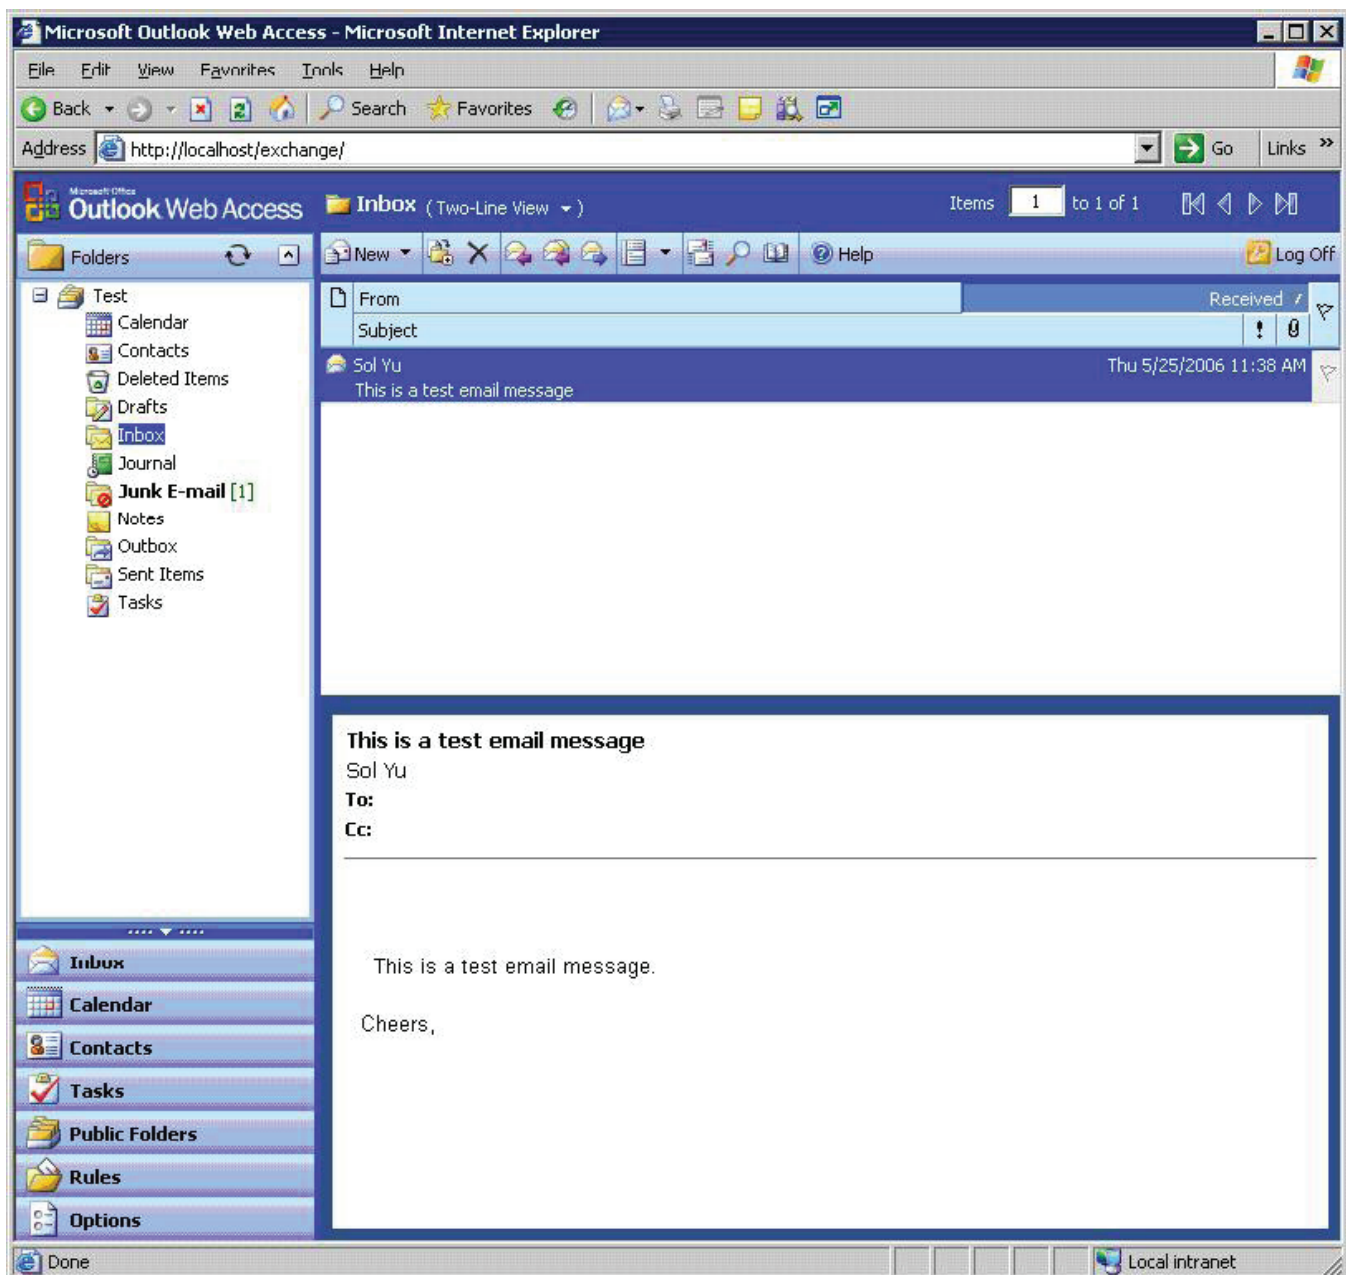 Microsoft Outlook Web Access - Microsoft Internet Explorer
File Edit View Favorites Tools Help
Back Search Favorites
Address http://localhost/exchange/ Go Links »
Microsoft Office
Outlook Web Access Inbox (Two-Line View ) Items 1 to 1 of 1
Folders New Help Log Off
Test
Calendar
Contacts
Deleted Items
Drafts
Inbox
Journal
Junk E-mail [1]
Notes
Outbox
Sent Items
Tasks
From Received
Subject !
Sol Yu Thu 5/25/2006 11:38 AM
This is a test email message
This is a test email message
Sol Yu
To:
Cc:
This is a test email message.
Cheers,
Inbox
Calendar
Contacts
Tasks
Public Folders
Rules
Options
Done Local intranet